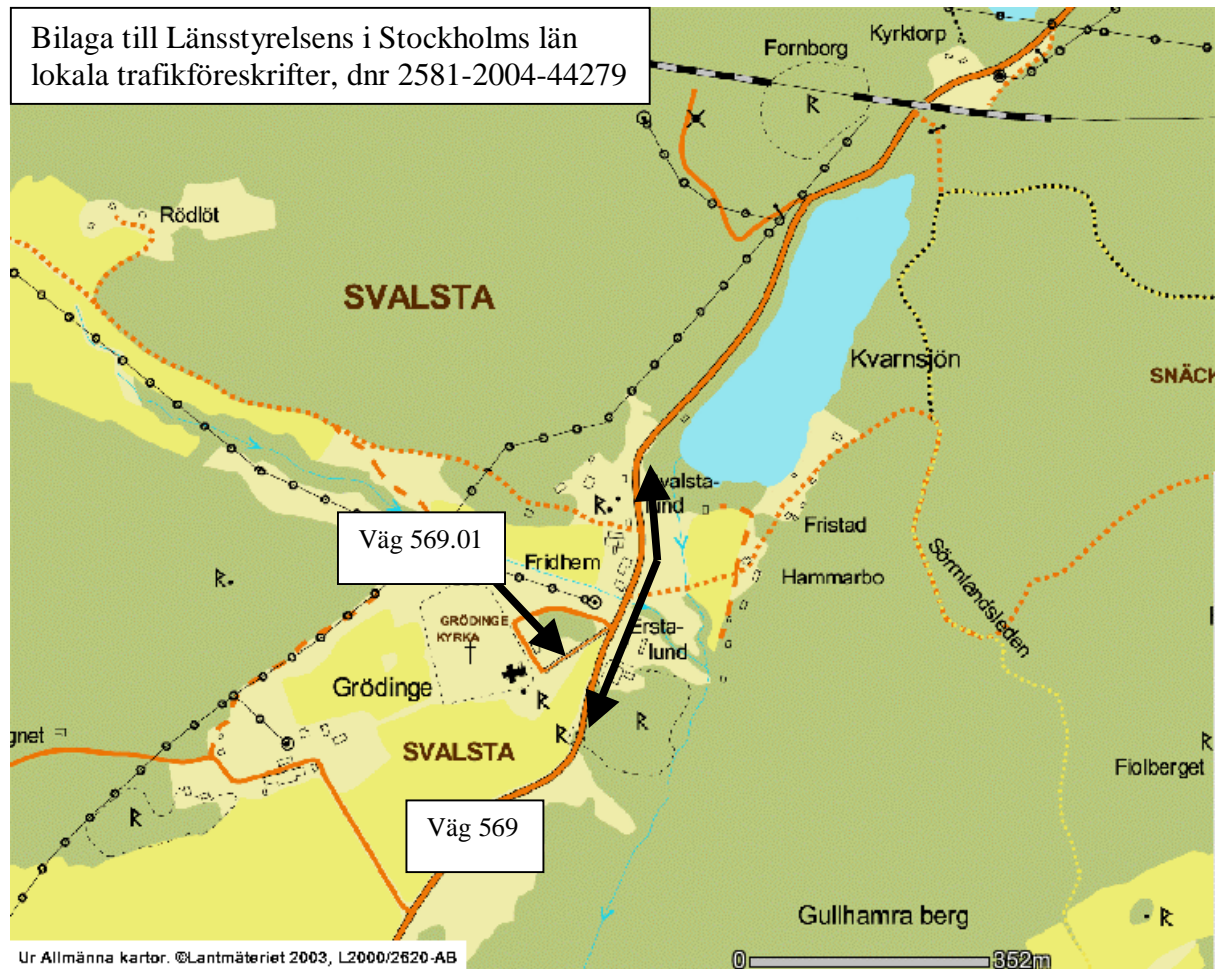 Bilaga till Länsstyrelsens i Stockholms län
lokala trafikföreskrifter, dnr 2581-2004-44279
Fornborg
Kyrktorp
Rödlöt
SVALSTA
Kvarnsjön
SNÄCK
valsta-
lund
Väg 569.01
Fristad
Fridhem
Hammarbo
Sörmlandsleden
GRÖDINGE
KYRKA
Ersta-
lund
Grödinge
gnet
SVALSTA
Fiolberget
Väg 569
Gullhamra berg
Ur Allmänna kartor. ©Lantmäteriet 2003, L2000/2620-AB
0 352m